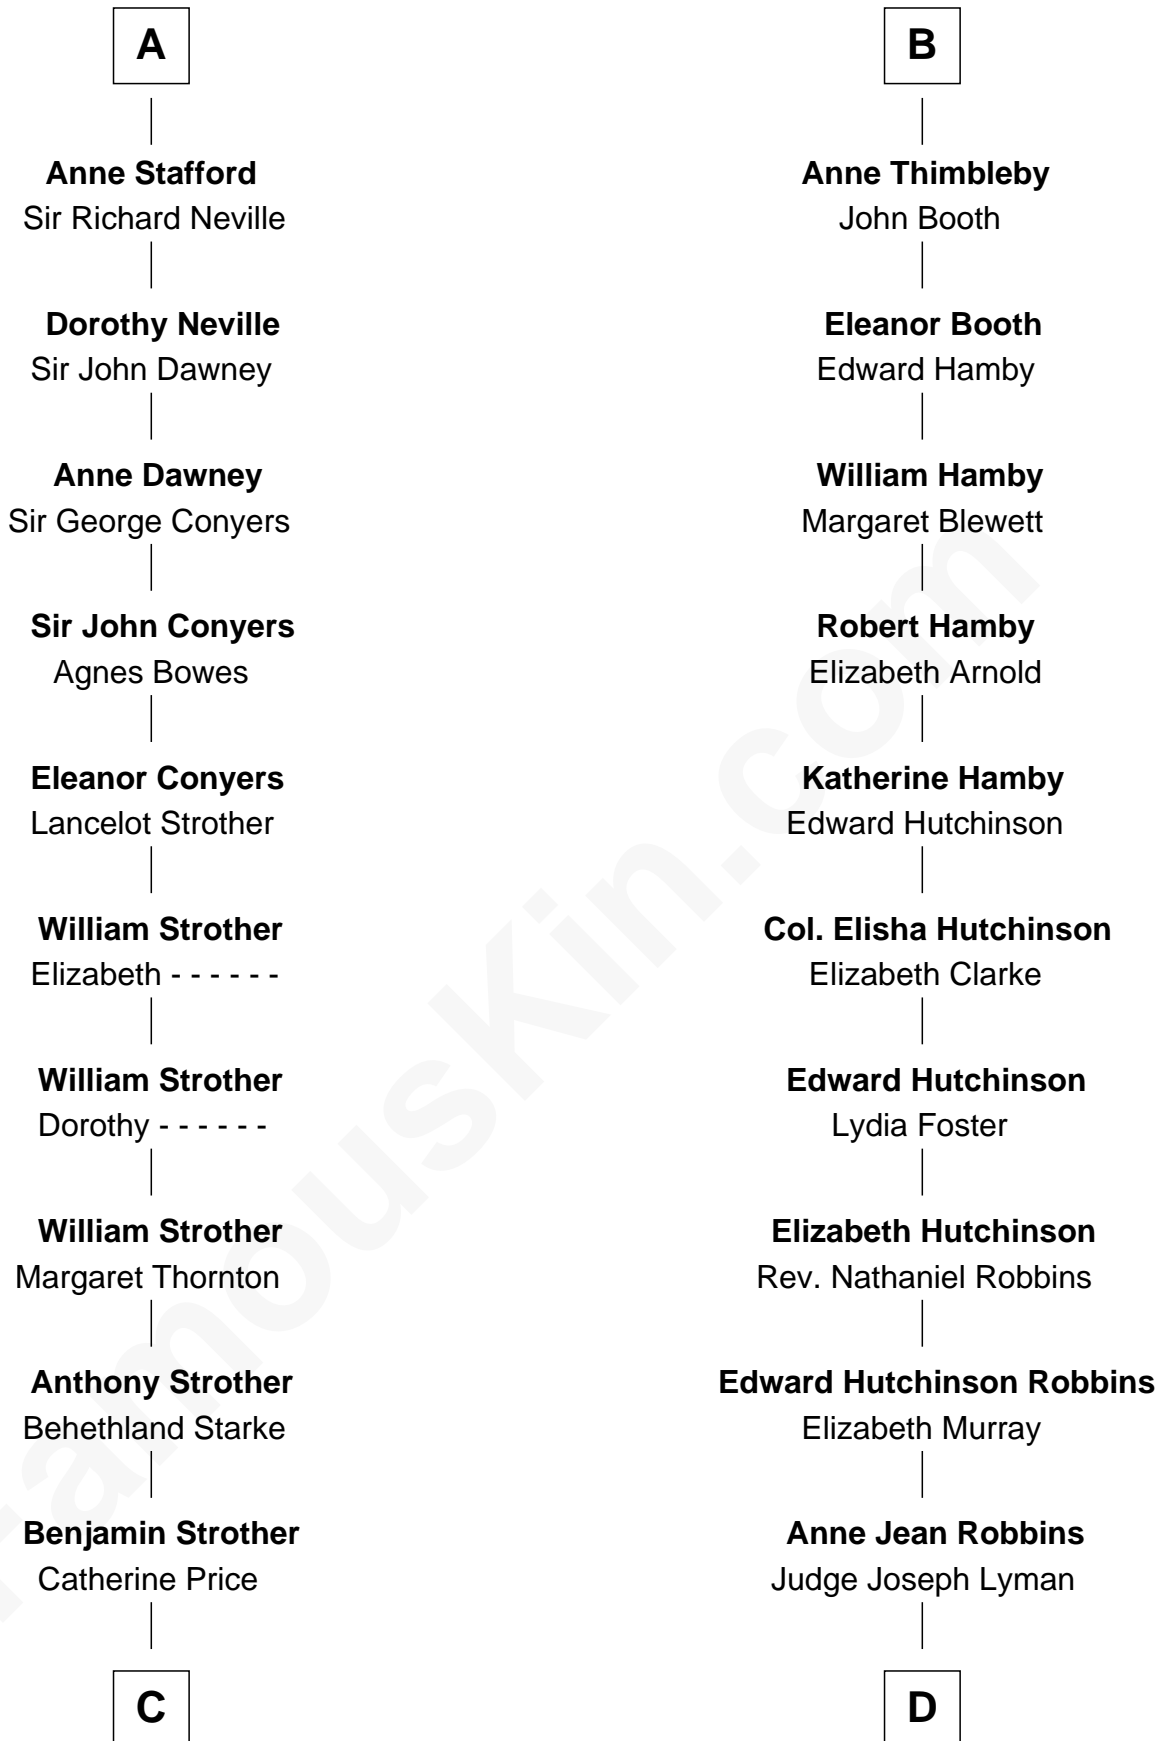 A
Anne Stafford
Sir Richard Neville
Dorothy Neville
Sir John Dawney
Anne Dawney
Sir George Conyers
Sir John Conyers
Agnes Bowes
Eleanor Conyers
Lancelot Strother
William Strother
Elizabeth - - - - - -
William Strother
Dorothy - - - - - -
William Strother
Margaret Thornton
Anthony Strother
Behethland Starke
Benjamin Strother
Catherine Price
C
B
Anne Thimbleby
John Booth
Eleanor Booth
Edward Hamby
William Hamby
Margaret Blewett
Robert Hamby
Elizabeth Arnold
Katherine Hamby
Edward Hutchinson
Col. Elisha Hutchinson
Elizabeth Clarke
Edward Hutchinson
Lydia Foster
Elizabeth Hutchinson
Rev. Nathaniel Robbins
Edward Hutchinson Robbins
Elizabeth Murray
Anne Jean Robbins
Judge Joseph Lyman
D
FamousKin.com